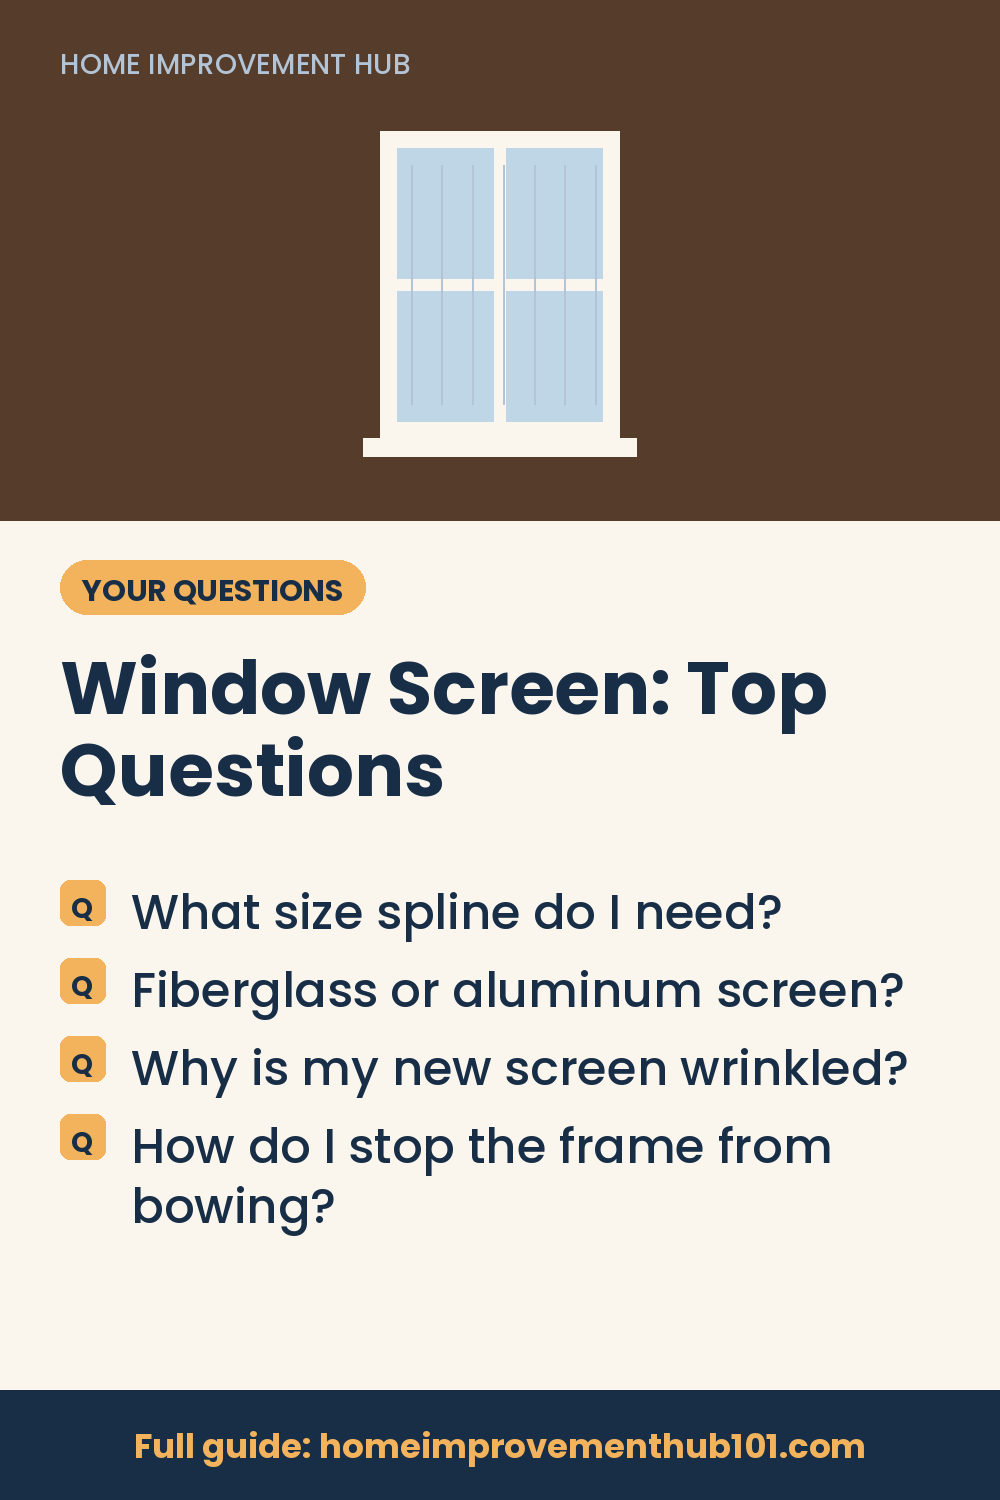 HOME IMPROVEMENT HUB
YOUR QUESTIONS
Window Screen: Top
Questions
Q What size spline do I need?
Q Fiberglass or aluminum screen?
Q Why is my new screen wrinkled?
Q How do I stop the frame from
bowing?
Full guide: homeimprovementhub101.com